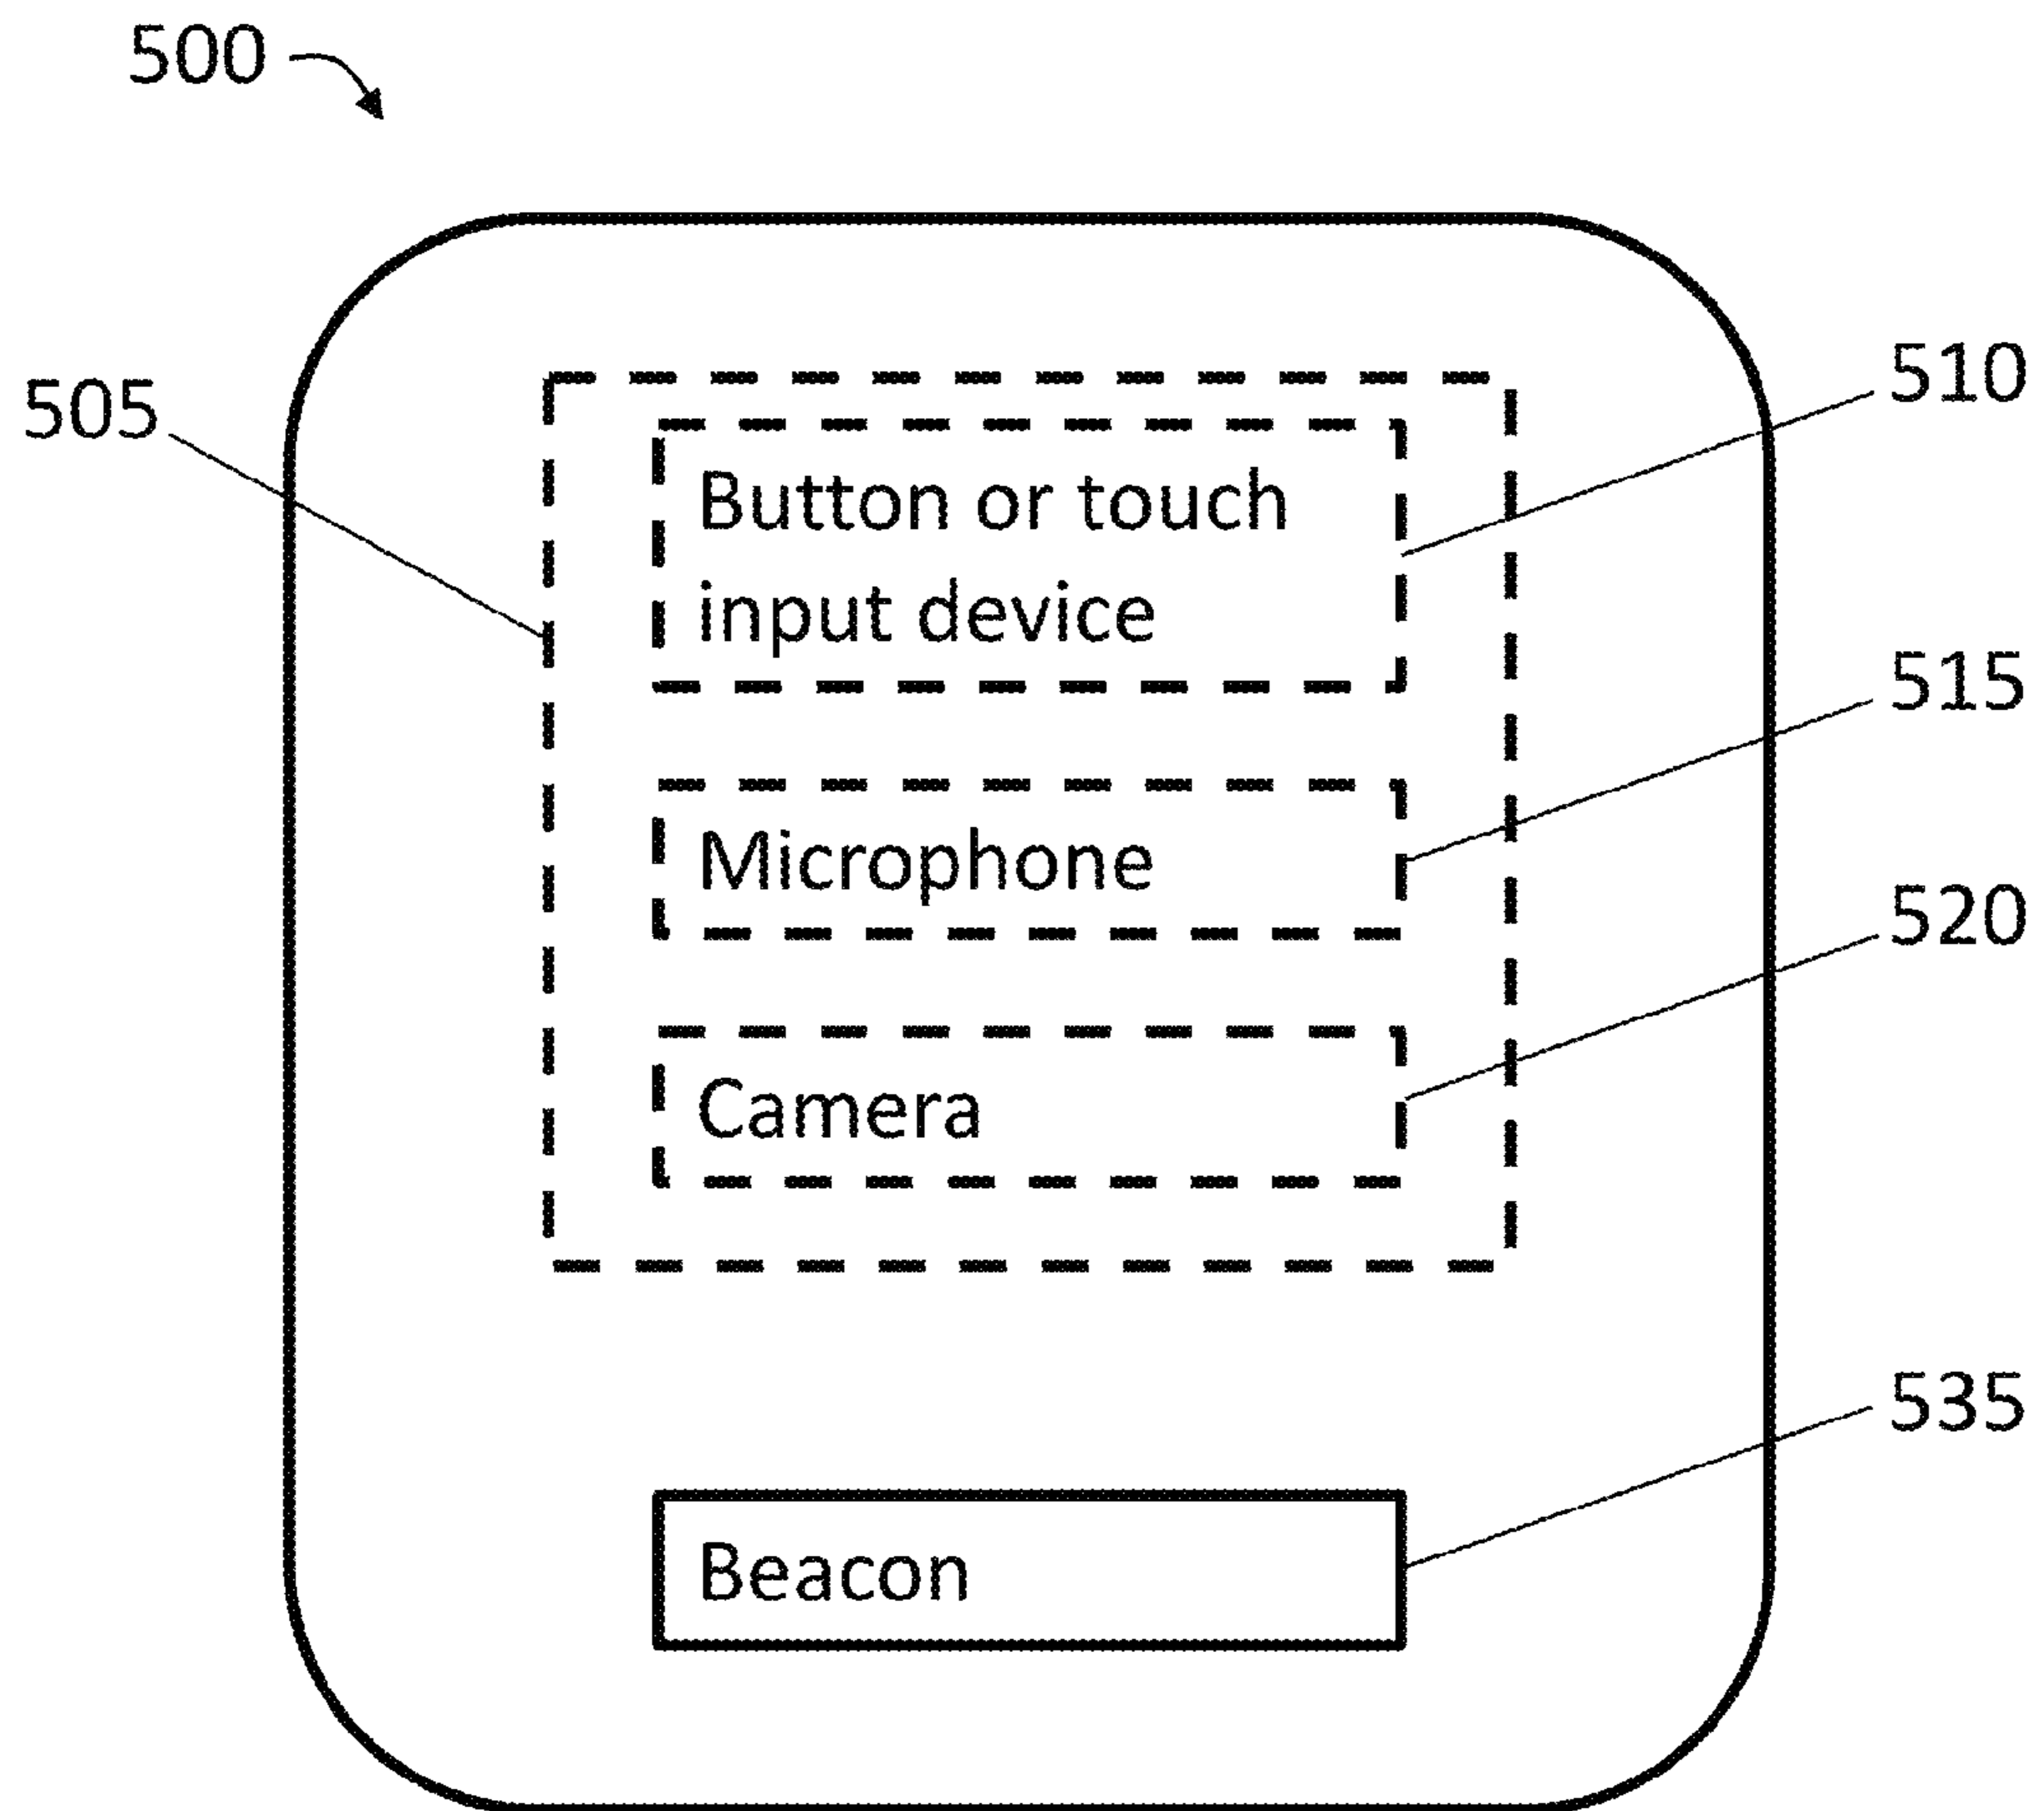 500
505
510
Button or touch
input device
515
Microphone
520
Camera
535
Beacon